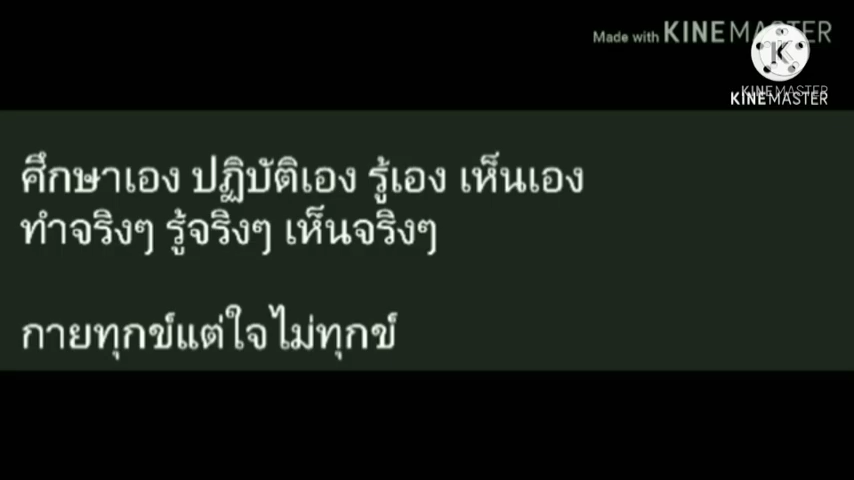 Made with KINEMASTER
KINEMASTER
KINEMASTER
ศึกษาเอง ปฏิบัติเอง รู้เอง เห็นเอง
ทำจริงๆ รู้จริงๆ เห็นจริงๆ
กายทุกข์แต่ใจไม่ทุกข์